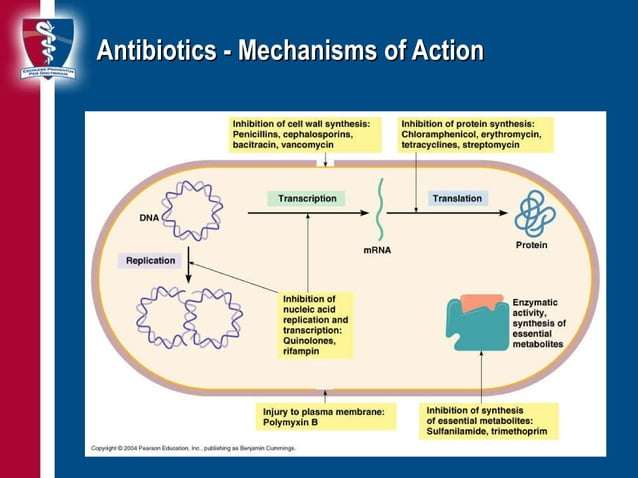 Antibiotics - Mechanisms of Action
Inhibition of cell wall synthesis:
Penicillins, cephalosporins,
bacitracin, vancomycin
Inhibition of protein synthesis:
Chloramphenicol, erythromycin,
tetracyclines, streptomycin
DNA
Transcription
mRNA
Translation
Protein
Replication
Inhibition of
nucleic acid
replication and
transcription:
Quinolones,
rifampin
Enzymatic
activity,
synthesis of
essential
metabolites
Injury to plasma membrane:
Polymyxin B
Inhibition of synthesis
of essential metabolites:
Sulfanilamide, trimethoprim
Copyright © 2004 Pearson Education, Inc., publishing as Benjamin Cummings.